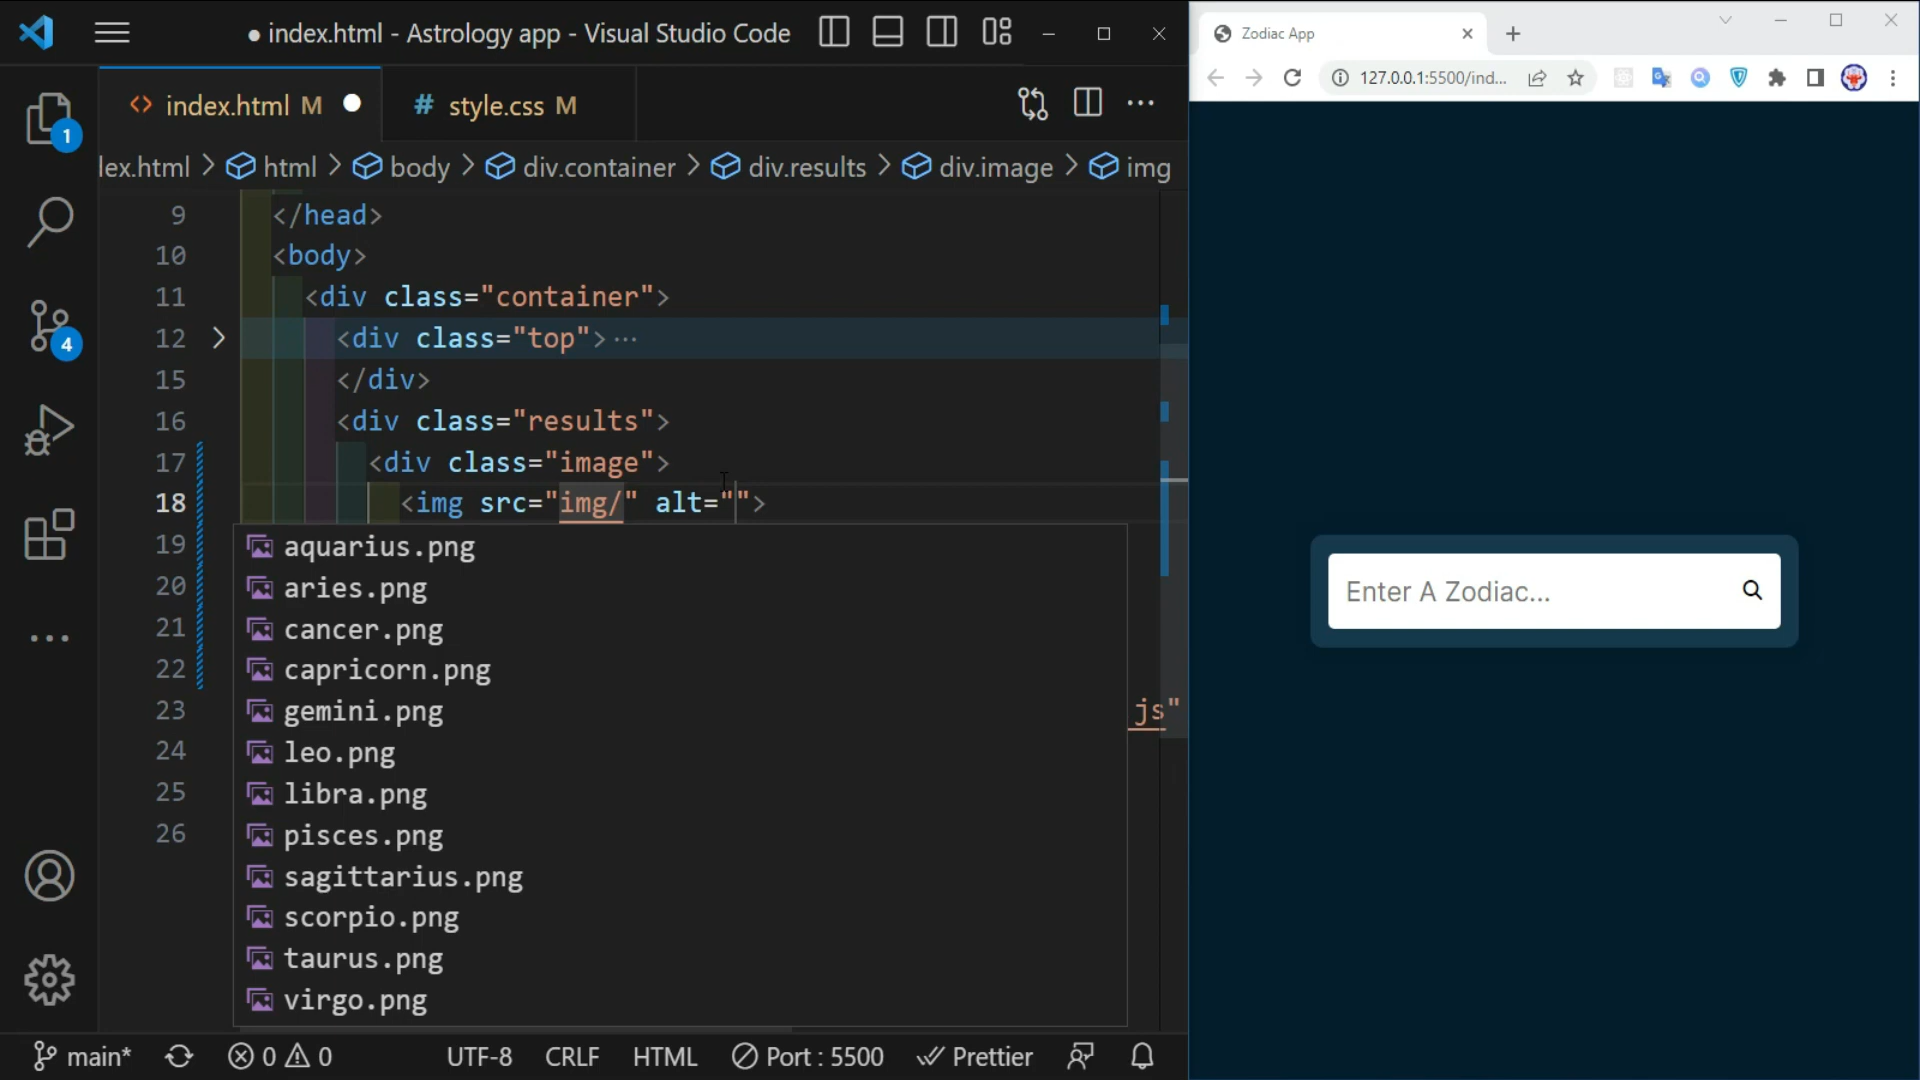 ● index.html - Astrology app - Visual Studio Code
index.html M ●
# style.css M
lex.html > html > body > div.container > div.results > div.image > img
9 </head>
10 <body>
11 <div class="container">
12 <div class="top">···
15 </div>
16 <div class="results">
17 <div class="image">
18 <img src="img/" alt="">
19
20
21
22
23 js"
24
25
26
aquarius.png
aries.png
cancer.png
capricorn.png
gemini.png
leo.png
libra.png
pisces.png
sagittarius.png
scorpio.png
taurus.png
virgo.png
1
4
main* 0 0 UTF-8 CRLF HTML Port : 5500 Prettier
Zodiac App
127.0.0.1:5500/ind...
Enter A Zodiac...